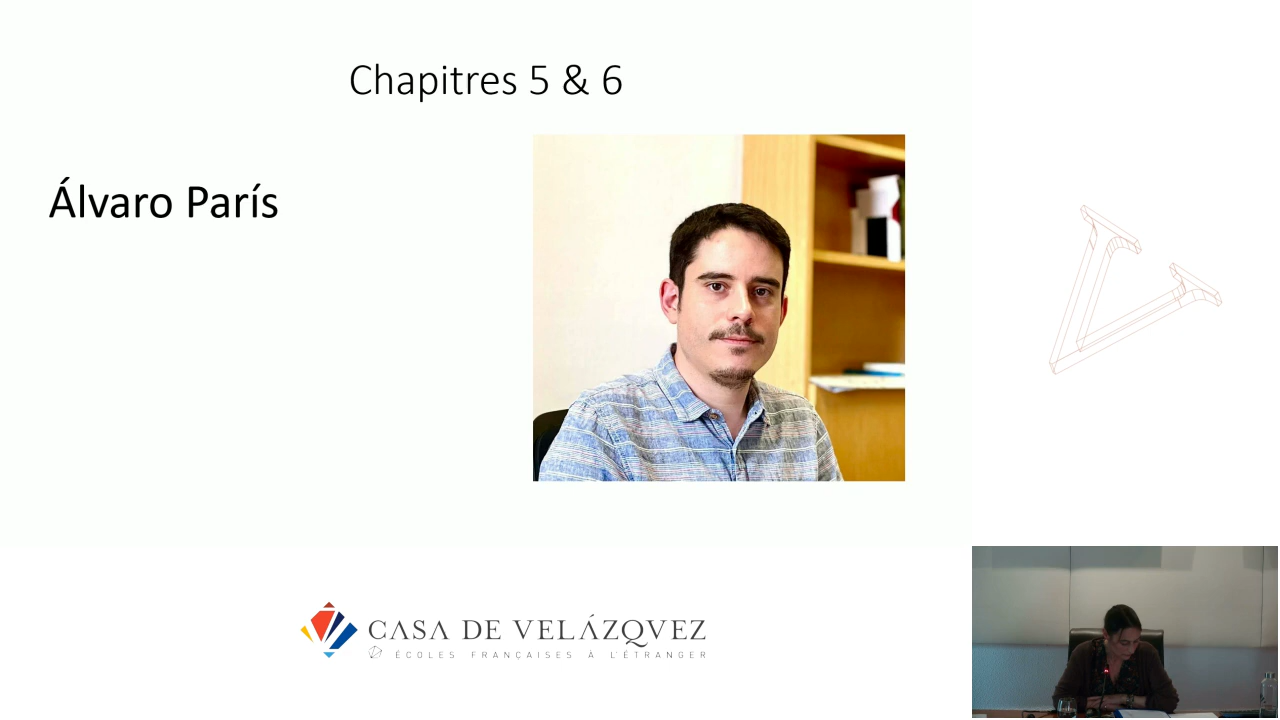 Chapitres 5 & 6
Álvaro París
CASA DE VELÁZQVEZ
ÉCOLES FRANÇAISES À L'ÉTRANGER